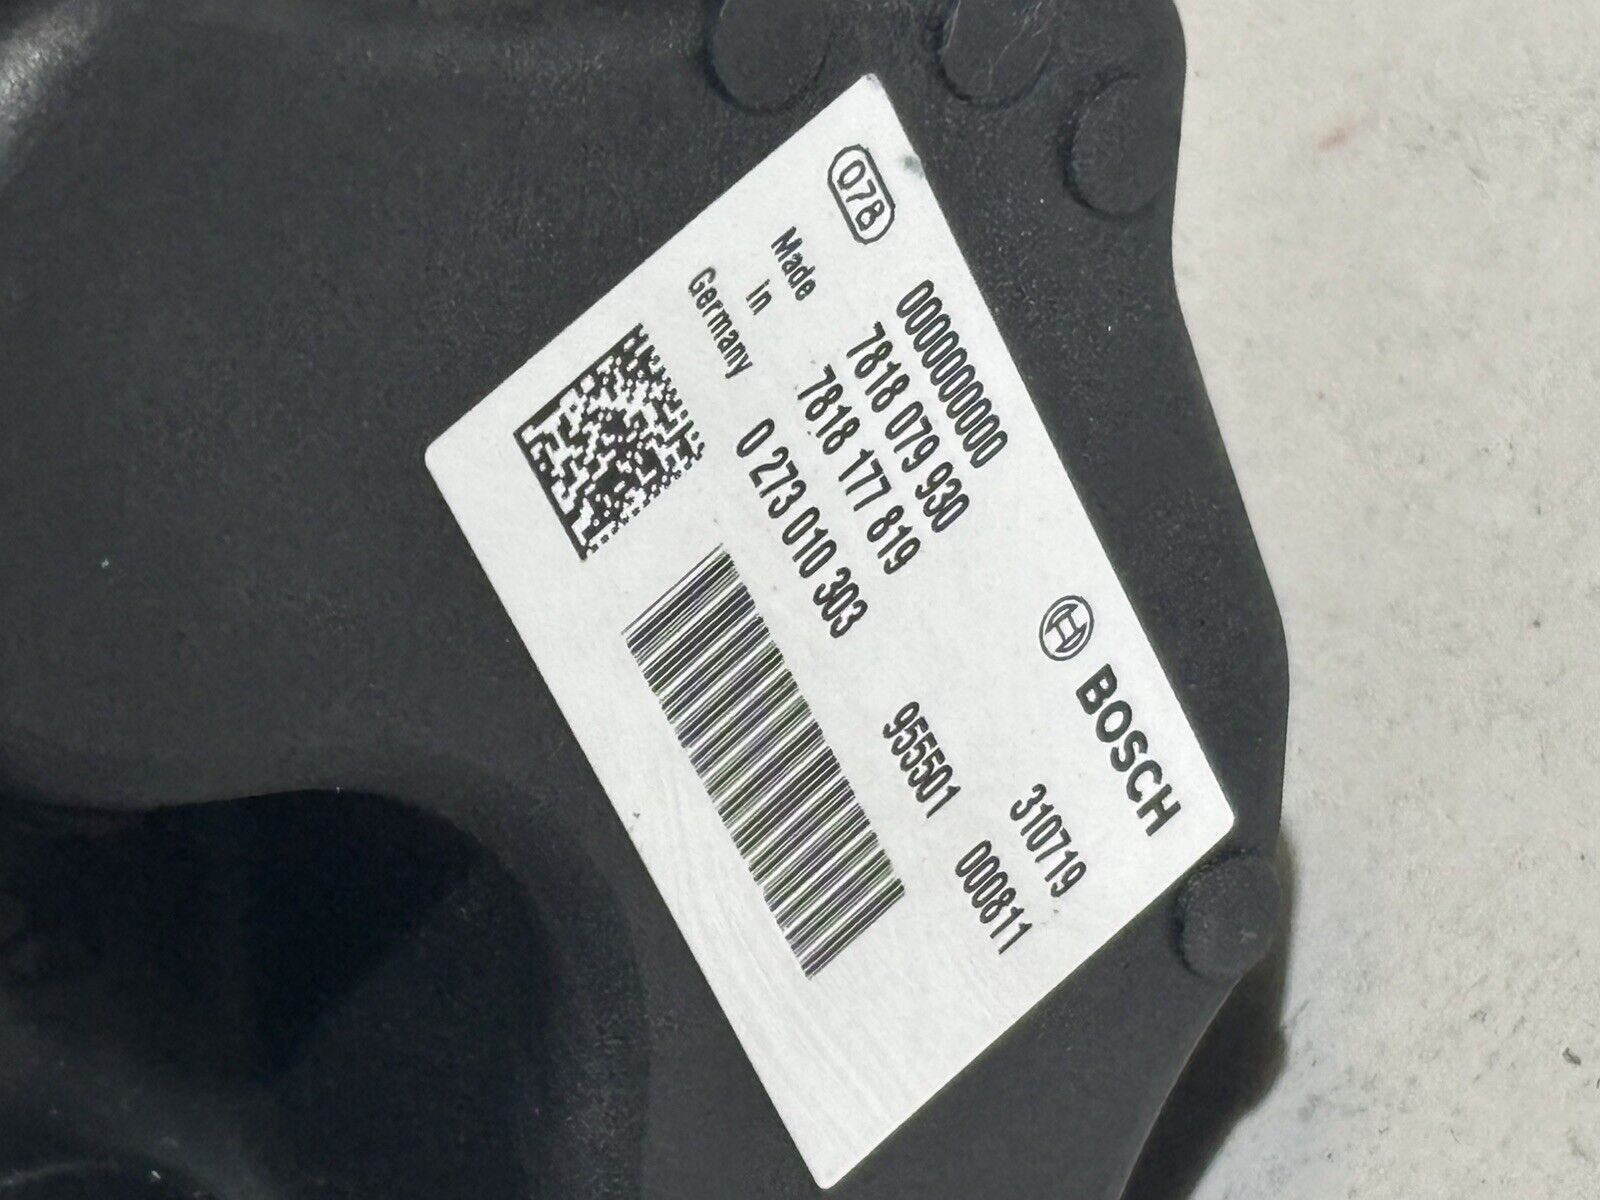 078
0000000000
BOSCH
Made
7818 079 930
310719
in
7818 177 819
Germany
0 273 010 303
955501
000811